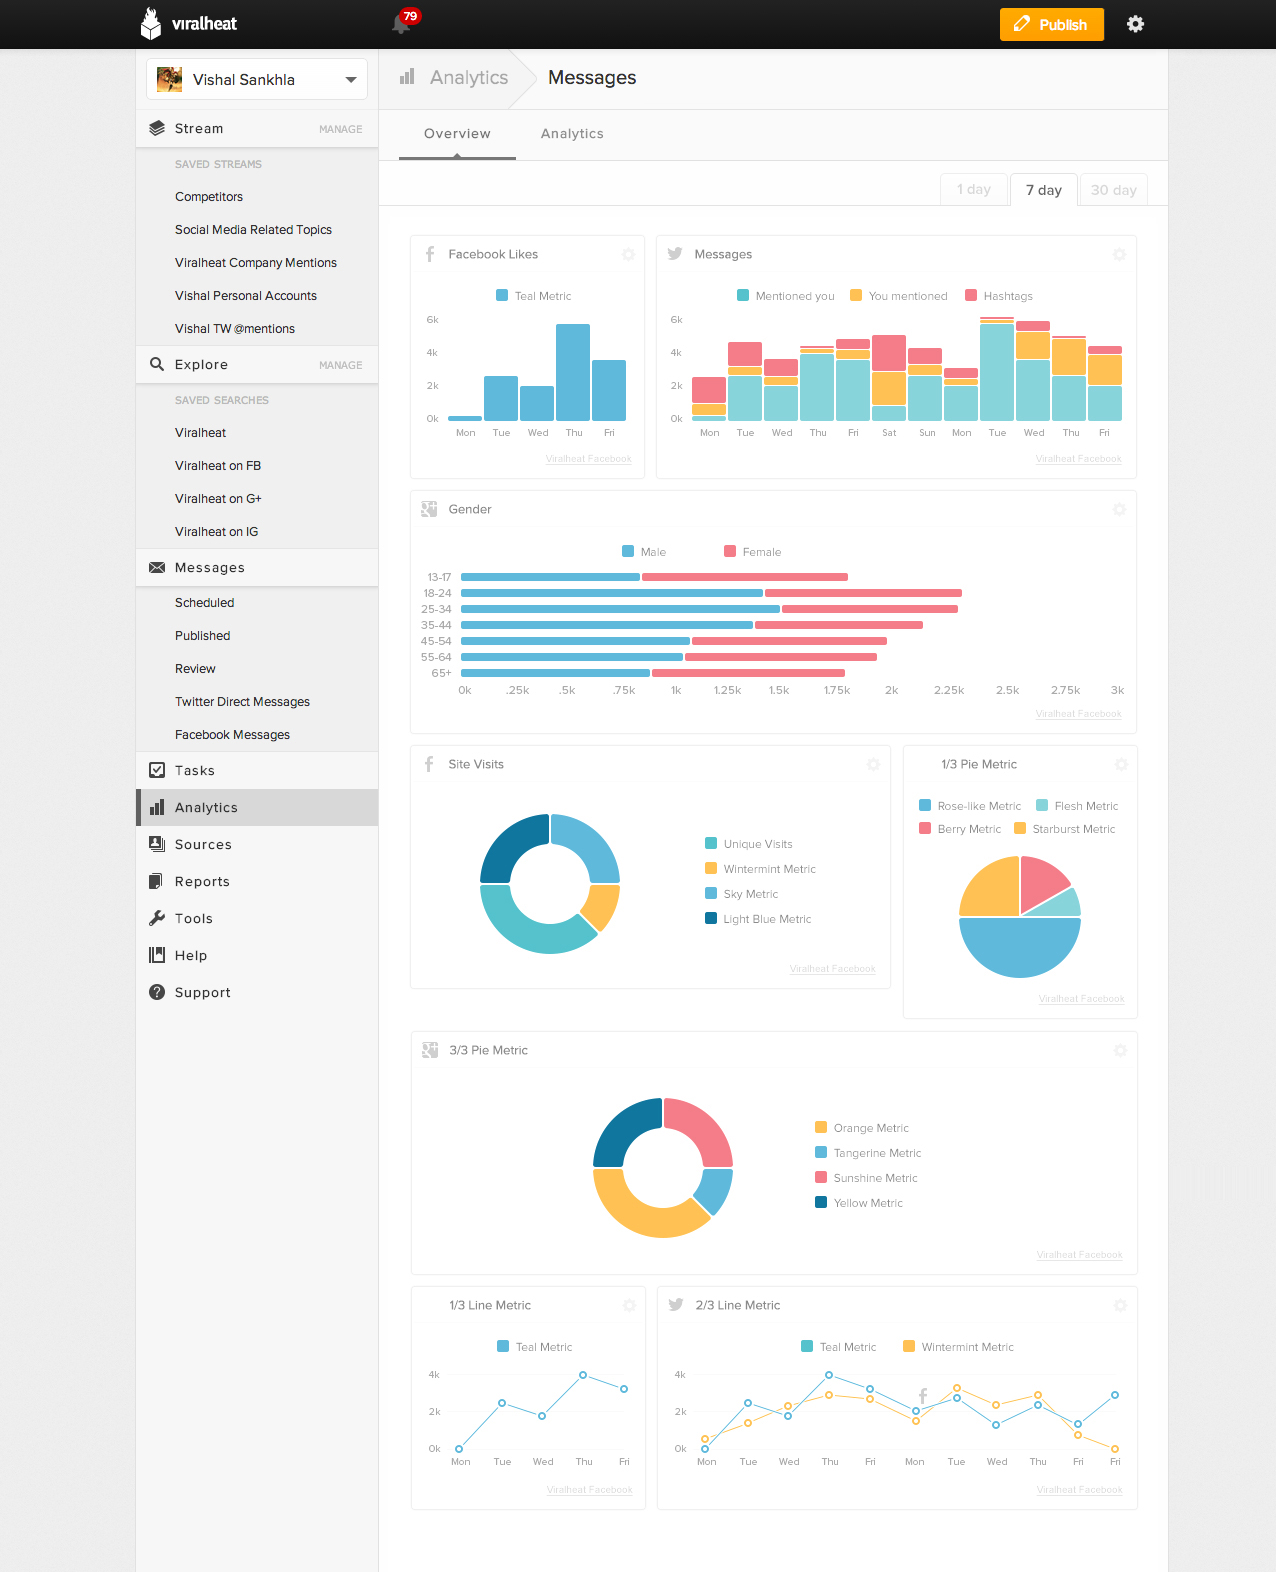 viralheat
79
Publish
Vishal Sankhla
Analytics
Messages
Stream
MANAGE
SAVED STREAMS
Competitors
Social Media Related Topics
Viralheat Company Mentions
Vishal Personal Accounts
Vishal TW @mentions
Explore
MANAGE
SAVED SEARCHES
Viralheat
Viralheat on FB
Viralheat on G+
Viralheat on IG
Messages
Scheduled
Published
Review
Twitter Direct Messages
Facebook Messages
Tasks
Analytics
Sources
Reports
Tools
Help
Support
Overview
Analytics
1 day
7 day
30 day
Facebook Likes
Teal Metric
6k
4k
2k
0k
Mon Tue Wed Thu Fri
Viralheat Facebook
Messages
Mentioned you
You mentioned
Hashtags
6k
4k
2k
0k
Mon Tue Wed Thu Fri Sat Sun Mon Tue Wed Thu Fri
Viralheat Facebook
Gender
Male
Female
13-17
18-24
25-34
35-44
45-54
55-64
65+
0k .25k .5k .75k 1k 1.25k 1.5k 1.75k 2k 2.25k 2.5k 2.75k 3k
Viralheat Facebook
Site Visits
Unique Visits
Wintermint Metric
Sky Metric
Light Blue Metric
Viralheat Facebook
1/3 Pie Metric
Rose-like Metric
Flesh Metric
Berry Metric
Starburst Metric
Viralheat Facebook
3/3 Pie Metric
Orange Metric
Tangerine Metric
Sunshine Metric
Yellow Metric
Viralheat Facebook
1/3 Line Metric
Teal Metric
4k
2k
0k
Mon Tue Wed Thu Fri
Viralheat Facebook
2/3 Line Metric
Teal Metric
Wintermint Metric
4k
2k
0k
Mon Tue Wed Thu Fri Mon Tue Wed Thu Fri Fri
Viralheat Facebook